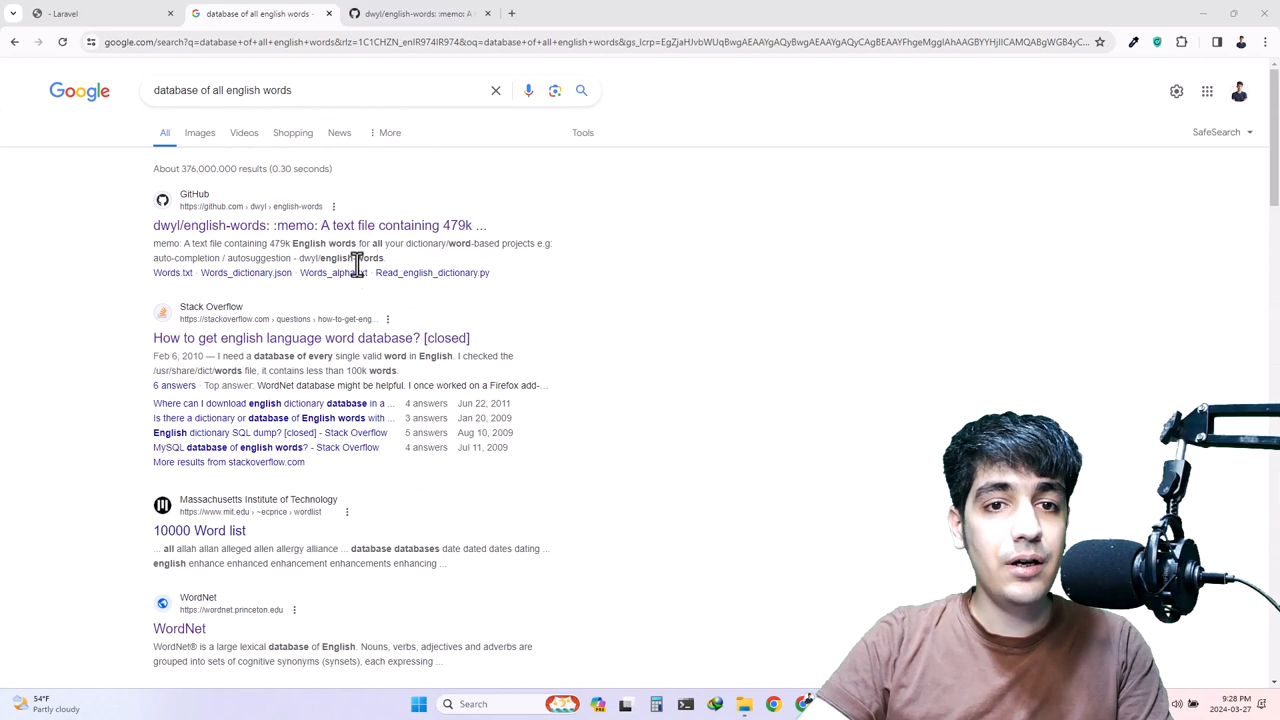 - Laravel
database of all english words -
dwyl/english-words: :memo: A
google.com/search?q=database+of+all+english+words&rlz=1C1CHZN_enIR974IR974&oq=database+of+all+english+words&gs_lcrp=
Google
database of all english words
All Images Videos Shopping News More Tools SafeSearch
About 376,000,000 results (0.30 seconds)
GitHub
https://github.com › dwyl › english-words
dwyl/english-words: :memo: A text file containing 479k ...
memo: A text file containing 479k English words for all your dictionary/word-based projects e.g:
auto-completion / autosuggestion - dwyl/english-words.
Words.txt · Words_dictionary.json · Words_alpha.txt · Read_english_dictionary.py
Stack Overflow
https://stackoverflow.com › questions › how-to-get-eng...
How to get english language word database? [closed]
Feb 6, 2010 — I need a database of every single valid word in English. I checked the
/usr/share/dict/words file, it contains less than 100k words.
6 answers · Top answer: WordNet database might be helpful. I once worked on a Firefox add-...
Where can I download english dictionary database in a ... 4 answers Jun 22, 2011
Is there a dictionary or database of English words with ... 3 answers Jan 20, 2009
English dictionary SQL dump? [closed] - Stack Overflow 5 answers Aug 10, 2009
MySQL database of english words? - Stack Overflow 4 answers Jul 11, 2009
More results from stackoverflow.com
Massachusetts Institute of Technology
https://www.mit.edu › ~ecprice › wordlist
10000 Word list
... all allah allan alleged allen allergy alliance ... database databases date dated dates dating ...
english enhance enhanced enhancement enhancements enhancing ...
WordNet
https://wordnet.princeton.edu
WordNet
WordNet® is a large lexical database of English. Nouns, verbs, adjectives and adverbs are
grouped into sets of cognitive synonyms (synsets), each expressing ...
54°F
Partly cloudy
Search
9:28 PM
2024-03-27